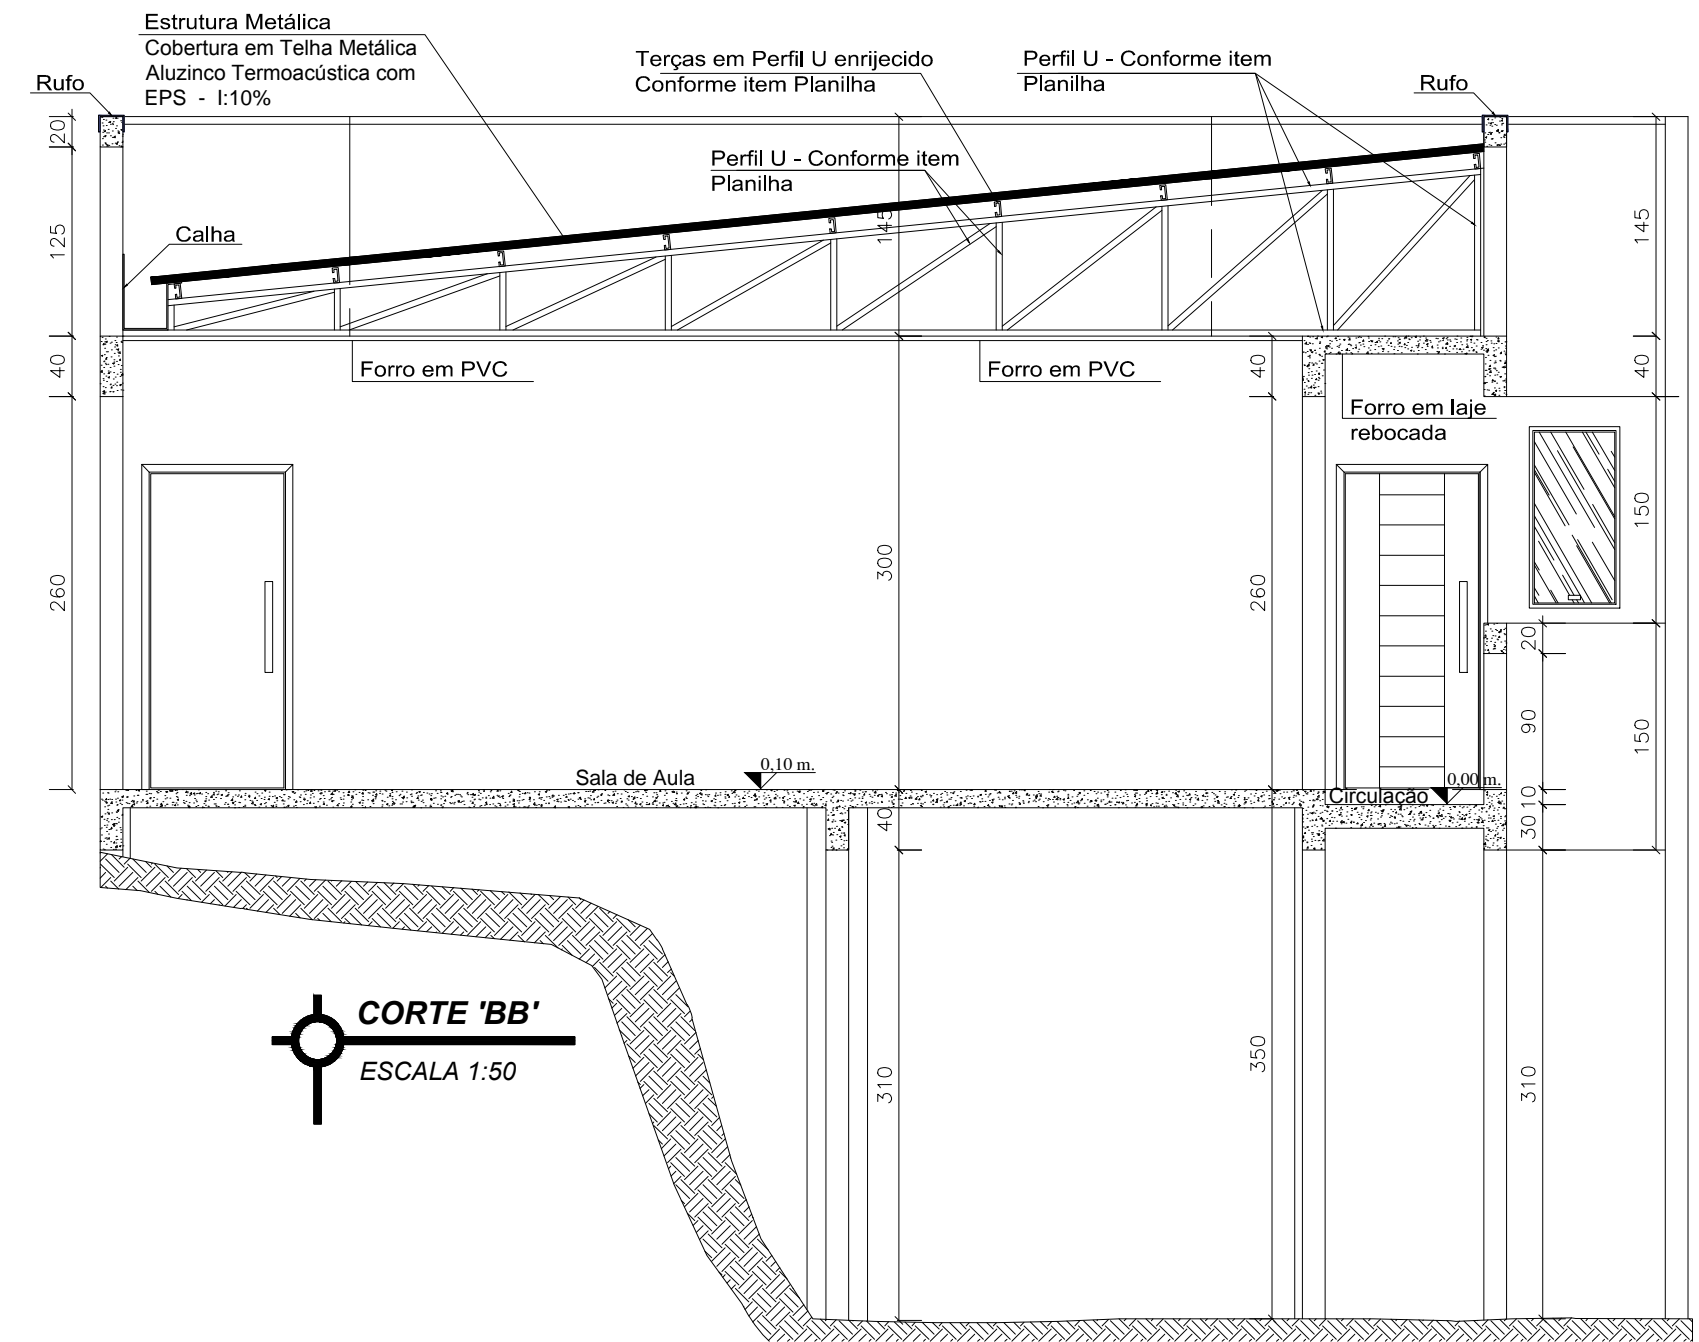 Estrutura Metálica
Cobertura em Telha Metálica
Aluzinco Termoacústica com
EPS - I:10%
Rufo
Terças em Perfil U enrijecido
Conforme item Planilha
Perfil U - Conforme item
Planilha
Rufo
20
Perfil U - Conforme item
Planilha
Calha
125
145
145
40
Forro em PVC
Forro em PVC
40
40
Forro em laje
rebocada
150
260
300
260
20
90
150
Sala de Aula
0,10 m.
0,00 m.
Circulação
10
40
30
CORTE 'BB'
ESCALA 1:50
310
350
310